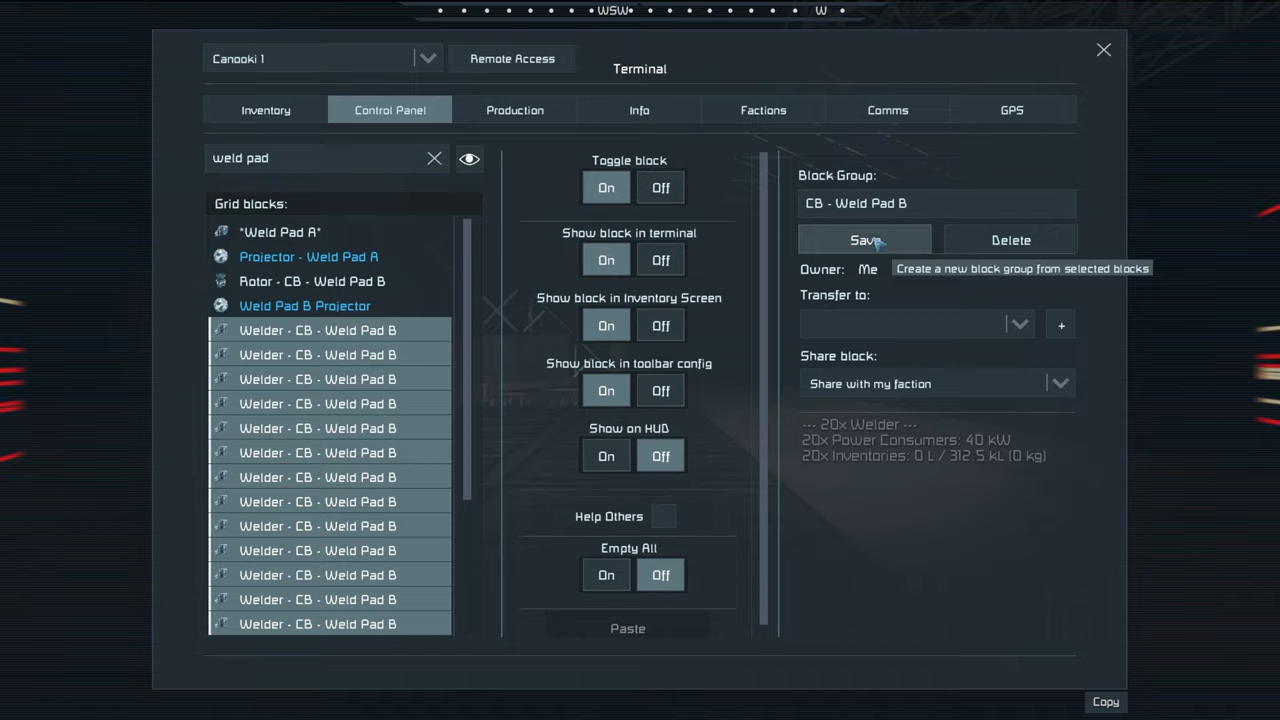 WSW W
Canooki 1
Remote Access
Terminal
Inventory
Control Panel
Production
Info
Factions
Comms
GPS
weld pad
Grid blocks:
*Weld Pad A*
Projector - Weld Pad A
Rotor - CB - Weld Pad B
Weld Pad B Projector
Welder - CB - Weld Pad B
Welder - CB - Weld Pad B
Welder - CB - Weld Pad B
Welder - CB - Weld Pad B
Welder - CB - Weld Pad B
Welder - CB - Weld Pad B
Welder - CB - Weld Pad B
Welder - CB - Weld Pad B
Welder - CB - Weld Pad B
Welder - CB - Weld Pad B
Welder - CB - Weld Pad B
Welder - CB - Weld Pad B
Welder - CB - Weld Pad B
Toggle block
On Off
Show block in terminal
On Off
Show block in Inventory Screen
On Off
Show block in toolbar config
On Off
Show on HUD
On Off
Help Others
Empty All
On Off
Paste
Block Group:
CB - Weld Pad B
Save
Delete
Owner: Me
Create a new block group from selected blocks
Transfer to:
+
Share block:
Share with my faction
--- 20x Welder ---
20x Power Consumers: 40 kW
20x Inventories: 0 L / 312.5 kL (0 kg)
Copy